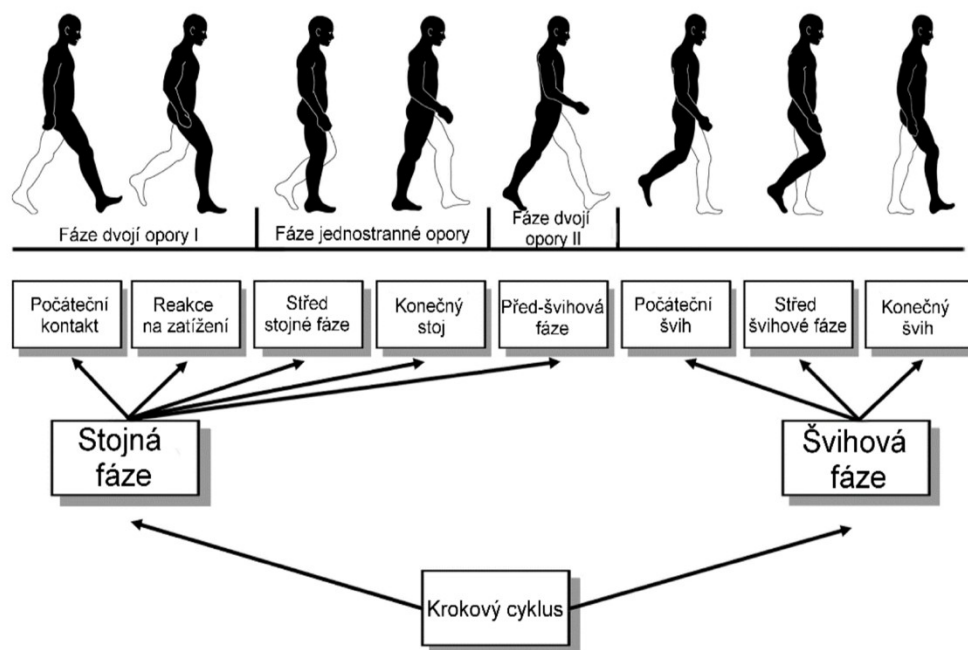 Fáze dvojí opory I
Fáze jednostranné opory
Fáze dvojí
opory II
Počáteční
kontakt
Reakce
na zatížení
Střed
stojné fáze
Konečný
stoj
Před-švihová
fáze
Počáteční
švih
Střed
švihové fáze
Konečný
švih
Stojná
fáze
Švihová
fáze
Krokový cyklus